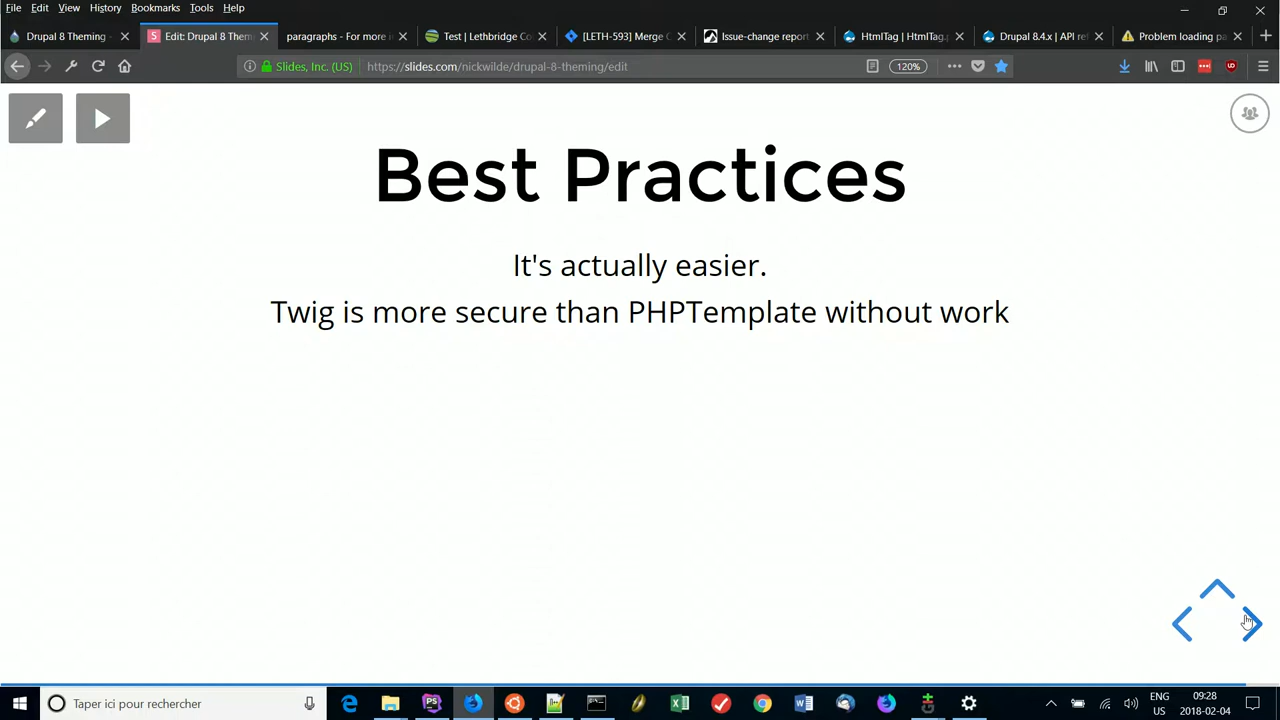 File Edit View History Bookmarks Tools Help
Drupal 8 Theming - Edit: Drupal 8 Them paragraphs - For more i Test | Lethbridge Co [LETH-593] Merge C Issue-change report HtmlTag | HtmlTag.p Drupal 8.4.x | API ref Problem loading pa
Slides, Inc. (US) https://slides.com/nickwilde/drupal-8-theming/edit 120%
Best Practices
It's actually easier.
Twig is more secure than PHPTemplate without work
Taper ici pour rechercher
ENG 09:28
US 2018-02-04